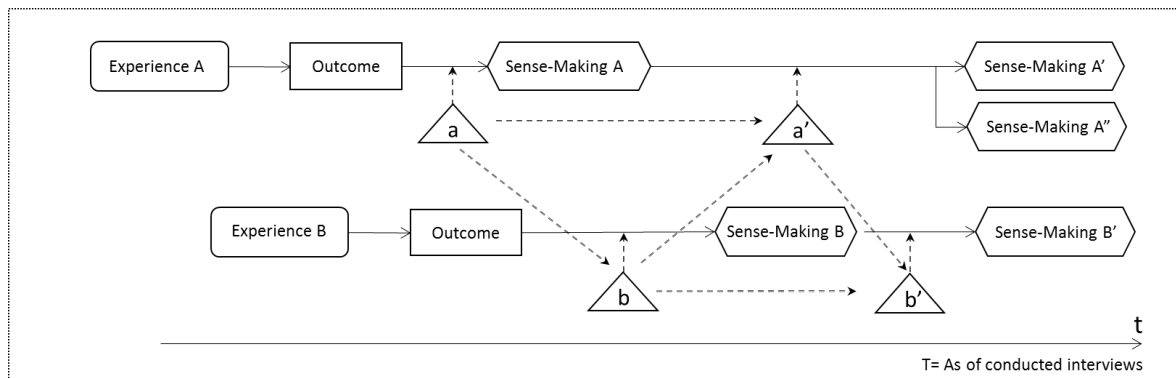 Experience A
Outcome
Sense-Making A
Sense-Making A’
a
a’
Sense-Making A’’
Experience B
Outcome
Sense-Making B
Sense-Making B’
b
b’
t
T= As of conducted interviews